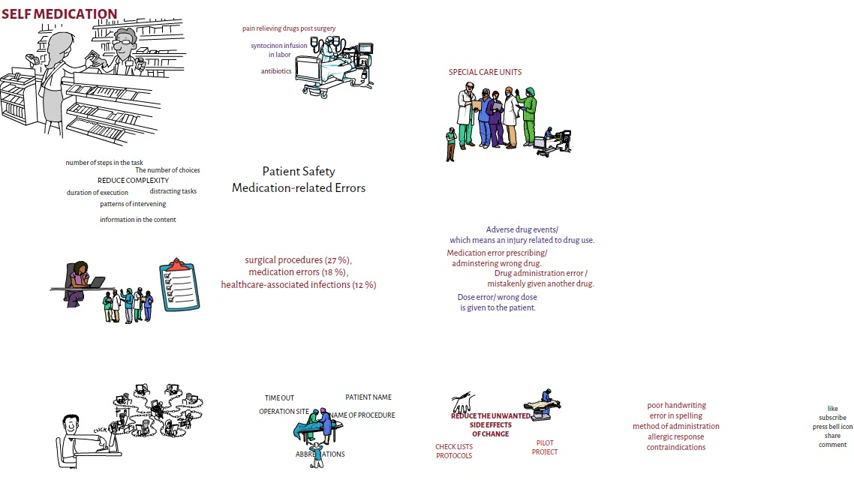 SELF MEDICATION
pain relieving drugs post surgery
syntocinon infusion
in labor
antibiotics
SPECIAL CARE UNITS
number of steps in the task
The number of choices
REDUCE COMPLEXITY
duration of execution
distracting tasks
patterns of intervening
information in the content
Patient Safety
Medication-related Errors
Adverse drug events/
which means an injury related to drug use.
Medication error prescribing/
adminstering wrong drug.
Drug administration error /
mistakenly given another drug.
Dose error/ wrong dose
is given to the patient.
surgical procedures (27 %),
medication errors (18 %),
healthcare-associated infections (12 %)
CLICK
TIME OUT
PATIENT NAME
OPERATION SITE
NAME OF PROCEDURE
REDUCE THE UNWANTED
SIDE EFFECTS
OF CHANGE
CHECK LISTS
PROTOCOLS
PILOT
PROJECT
poor handwriting
error in spelling
method of administration
allergic response
contraindications
like
subscribe
press bell icon
share
comment